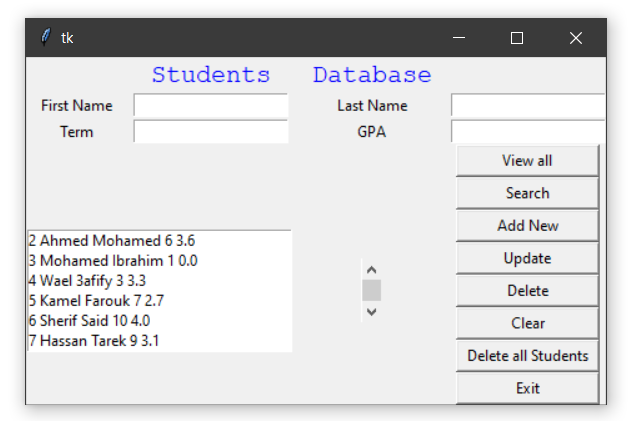 tk
Students Database
First Name Last Name
Term GPA
View all
Search
Add New
Update
Delete
Clear
Delete all Students
Exit
2 Ahmed Mohamed 6 3.6
3 Mohamed Ibrahim 1 0.0
4 Wael 3afify 3 3.3
5 Kamel Farouk 7 2.7
6 Sherif Said 10 4.0
7 Hassan Tarek 9 3.1